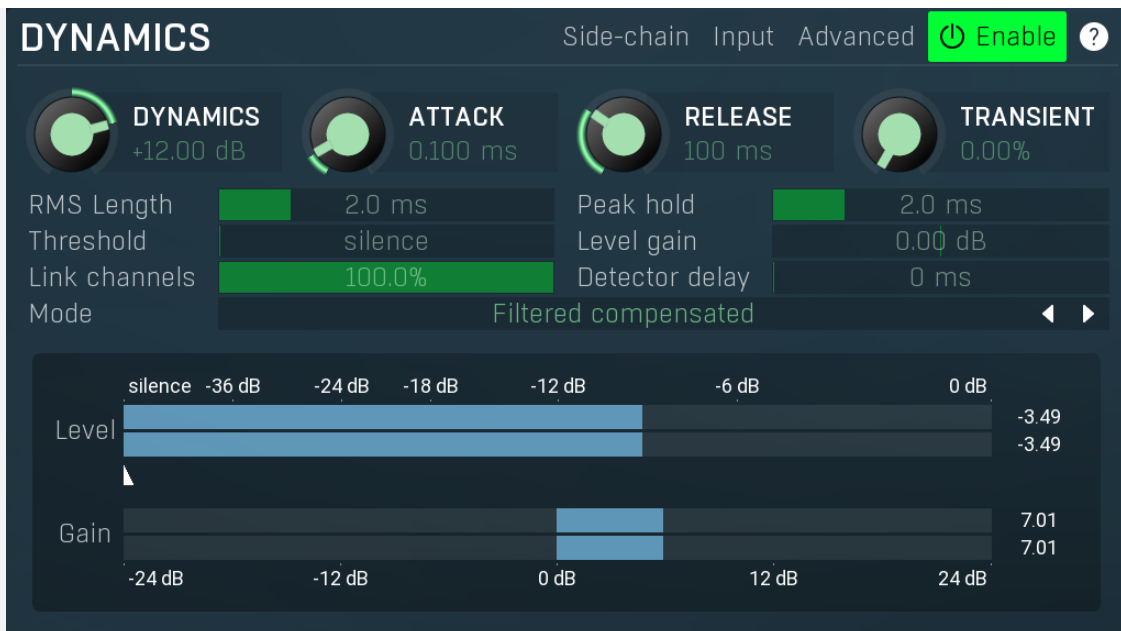 DYNAMICS Side-chain Input Advanced Enable ?
DYNAMICS ATTACK RELEASE TRANSIENT
+12.00 dB 0.100 ms 100 ms 0.00%
RMS Length 2.0 ms Peak hold 2.0 ms
Threshold silence Level gain 0.00 dB
Link channels 100.0% Detector delay 0 ms
Mode Filtered compensated
silence -36 dB -24 dB -18 dB -12 dB -6 dB 0 dB
-3.49
Level
-3.49
7.01
Gain
7.01
-24 dB -12 dB 0 dB 12 dB 24 dB